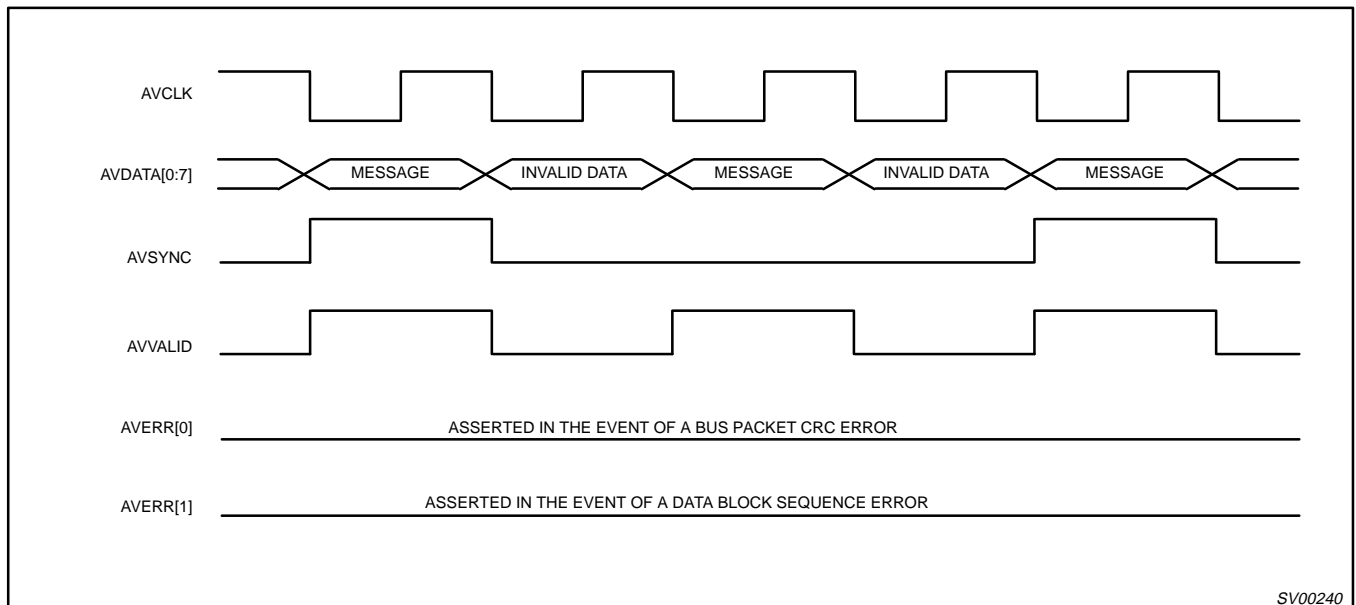 AVCLK
AVDATA[0:7] MESSAGE INVALID DATA MESSAGE INVALID DATA MESSAGE
AVSYNC
AVVALID
AVERR[0] ASSERTED IN THE EVENT OF A BUS PACKET CRC ERROR
AVERR[1] ASSERTED IN THE EVENT OF A DATA BLOCK SEQUENCE ERROR
SV00240